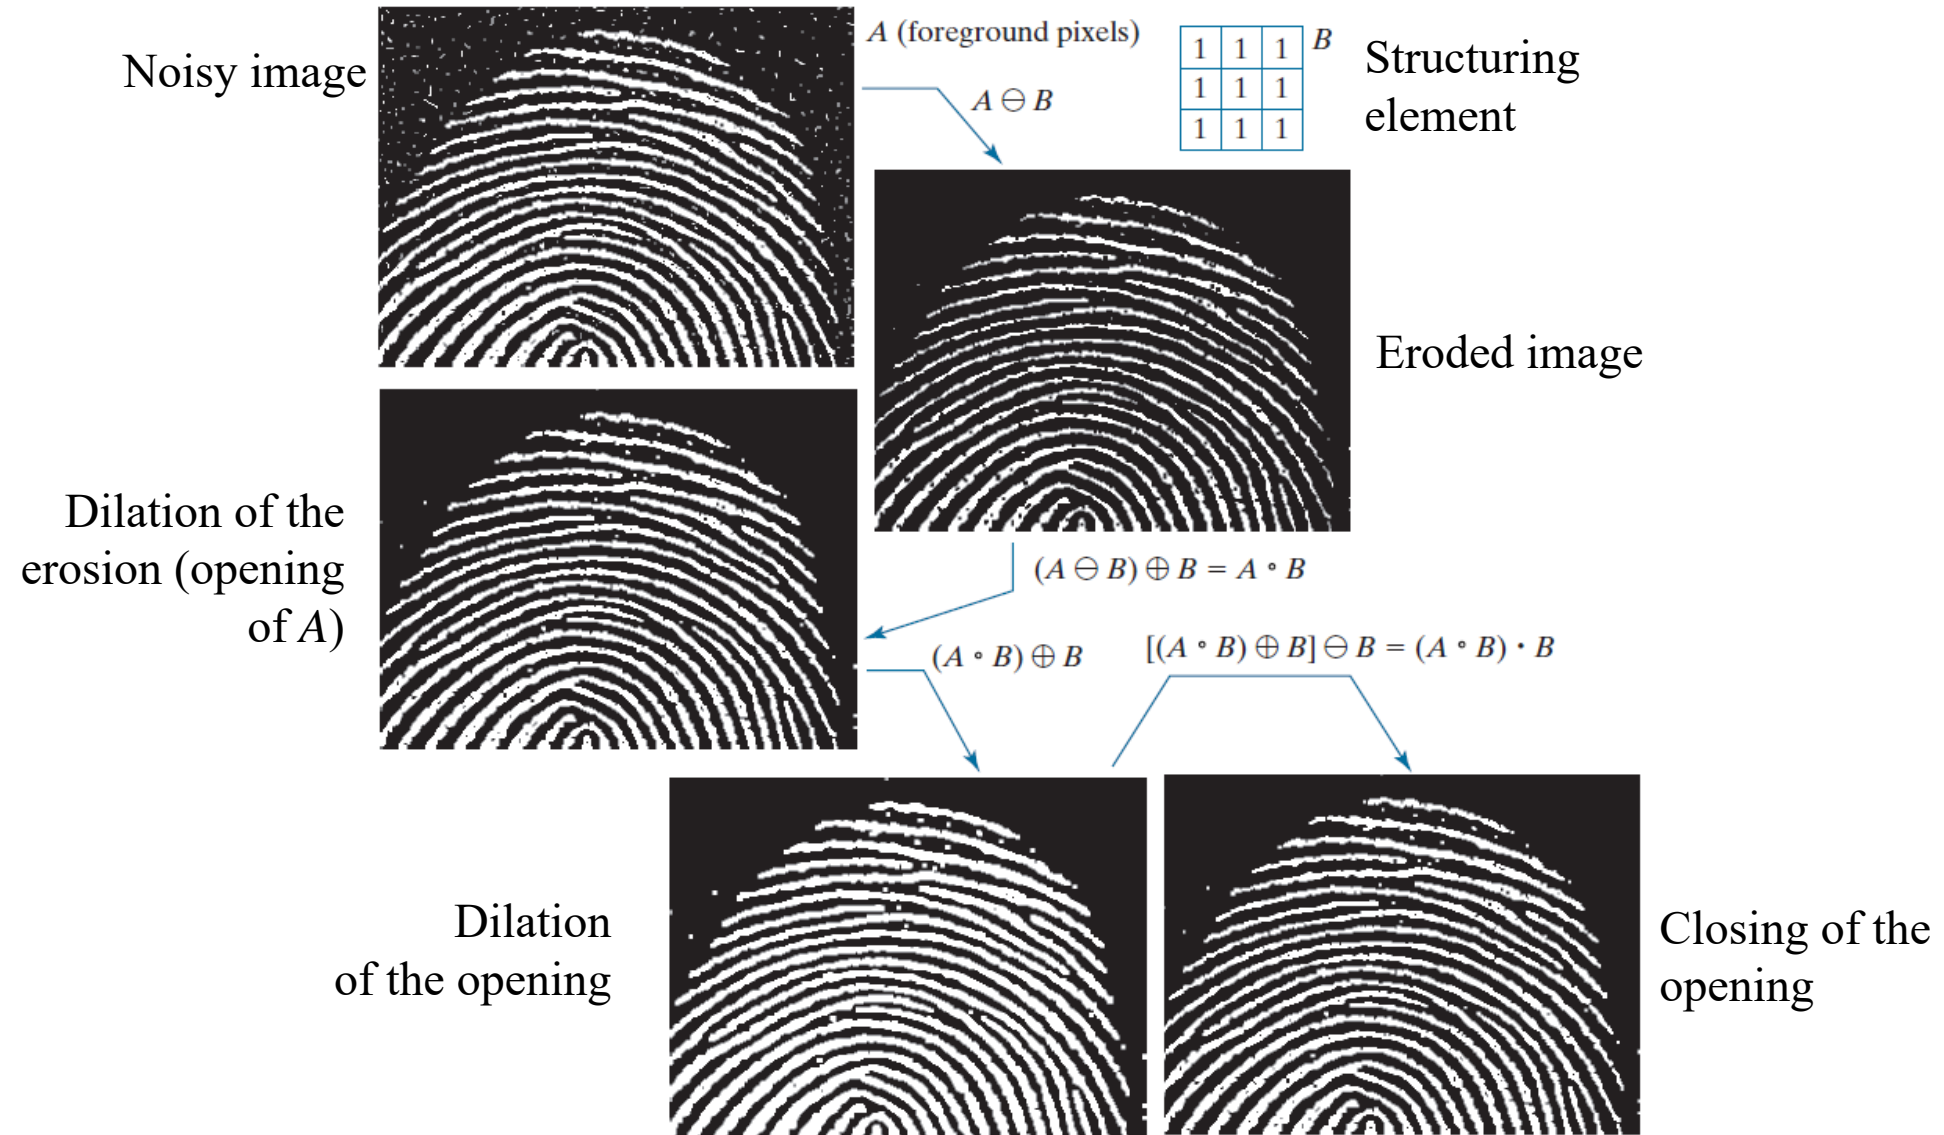 Noisy image
A (foreground pixels)
A ⊖ B
1 1 1
1 1 1
1 1 1
B
Structuring
element
Eroded image
(A ⊖ B) ⊕ B = A ∘ B
Dilation of the
erosion (opening
of A)
(A ∘ B) ⊕ B
[(A ∘ B) ⊕ B] ⊖ B = (A ∘ B) • B
Dilation
of the opening
Closing of the
opening